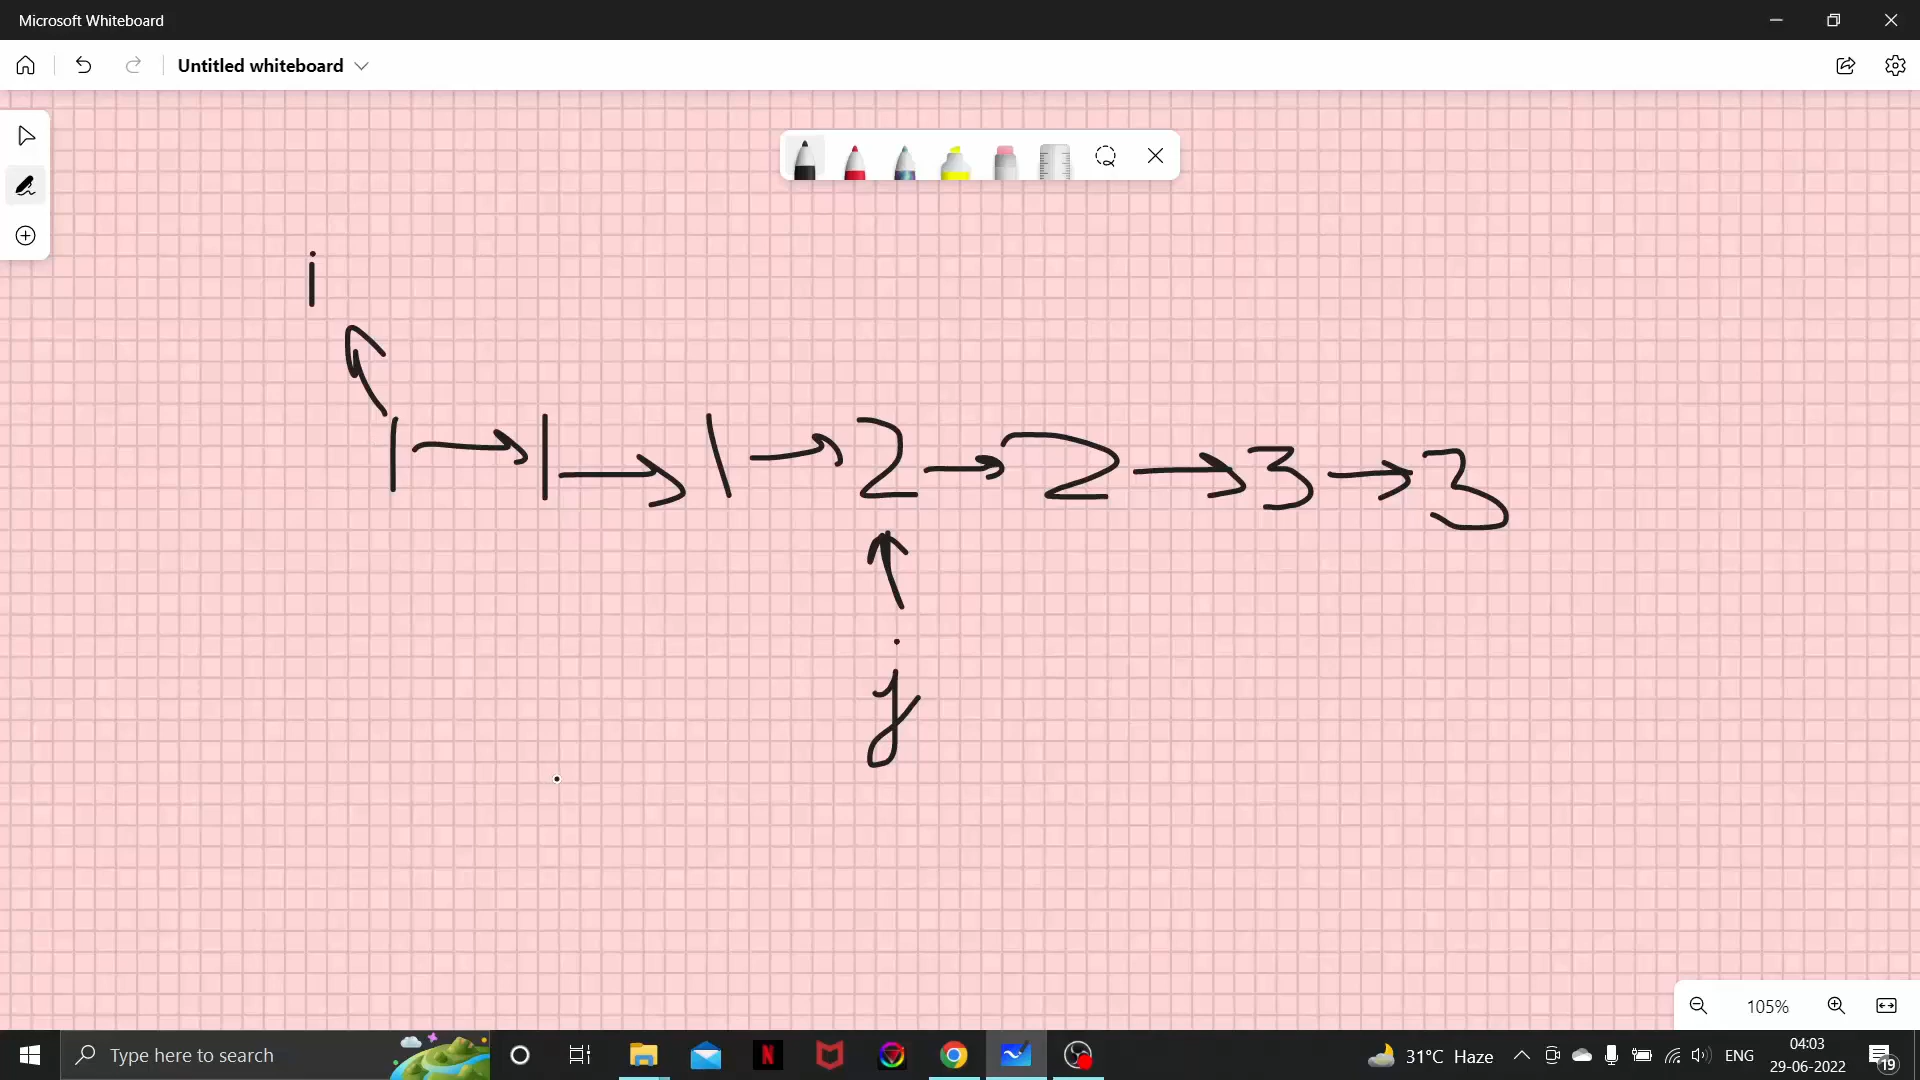 Microsoft Whiteboard
Untitled whiteboard
i
1 → 1 → 1 → 2 → 2 → 3 → 3
j
105%
Type here to search
N
31°C Haze
ENG
04:03
29-06-2022
19